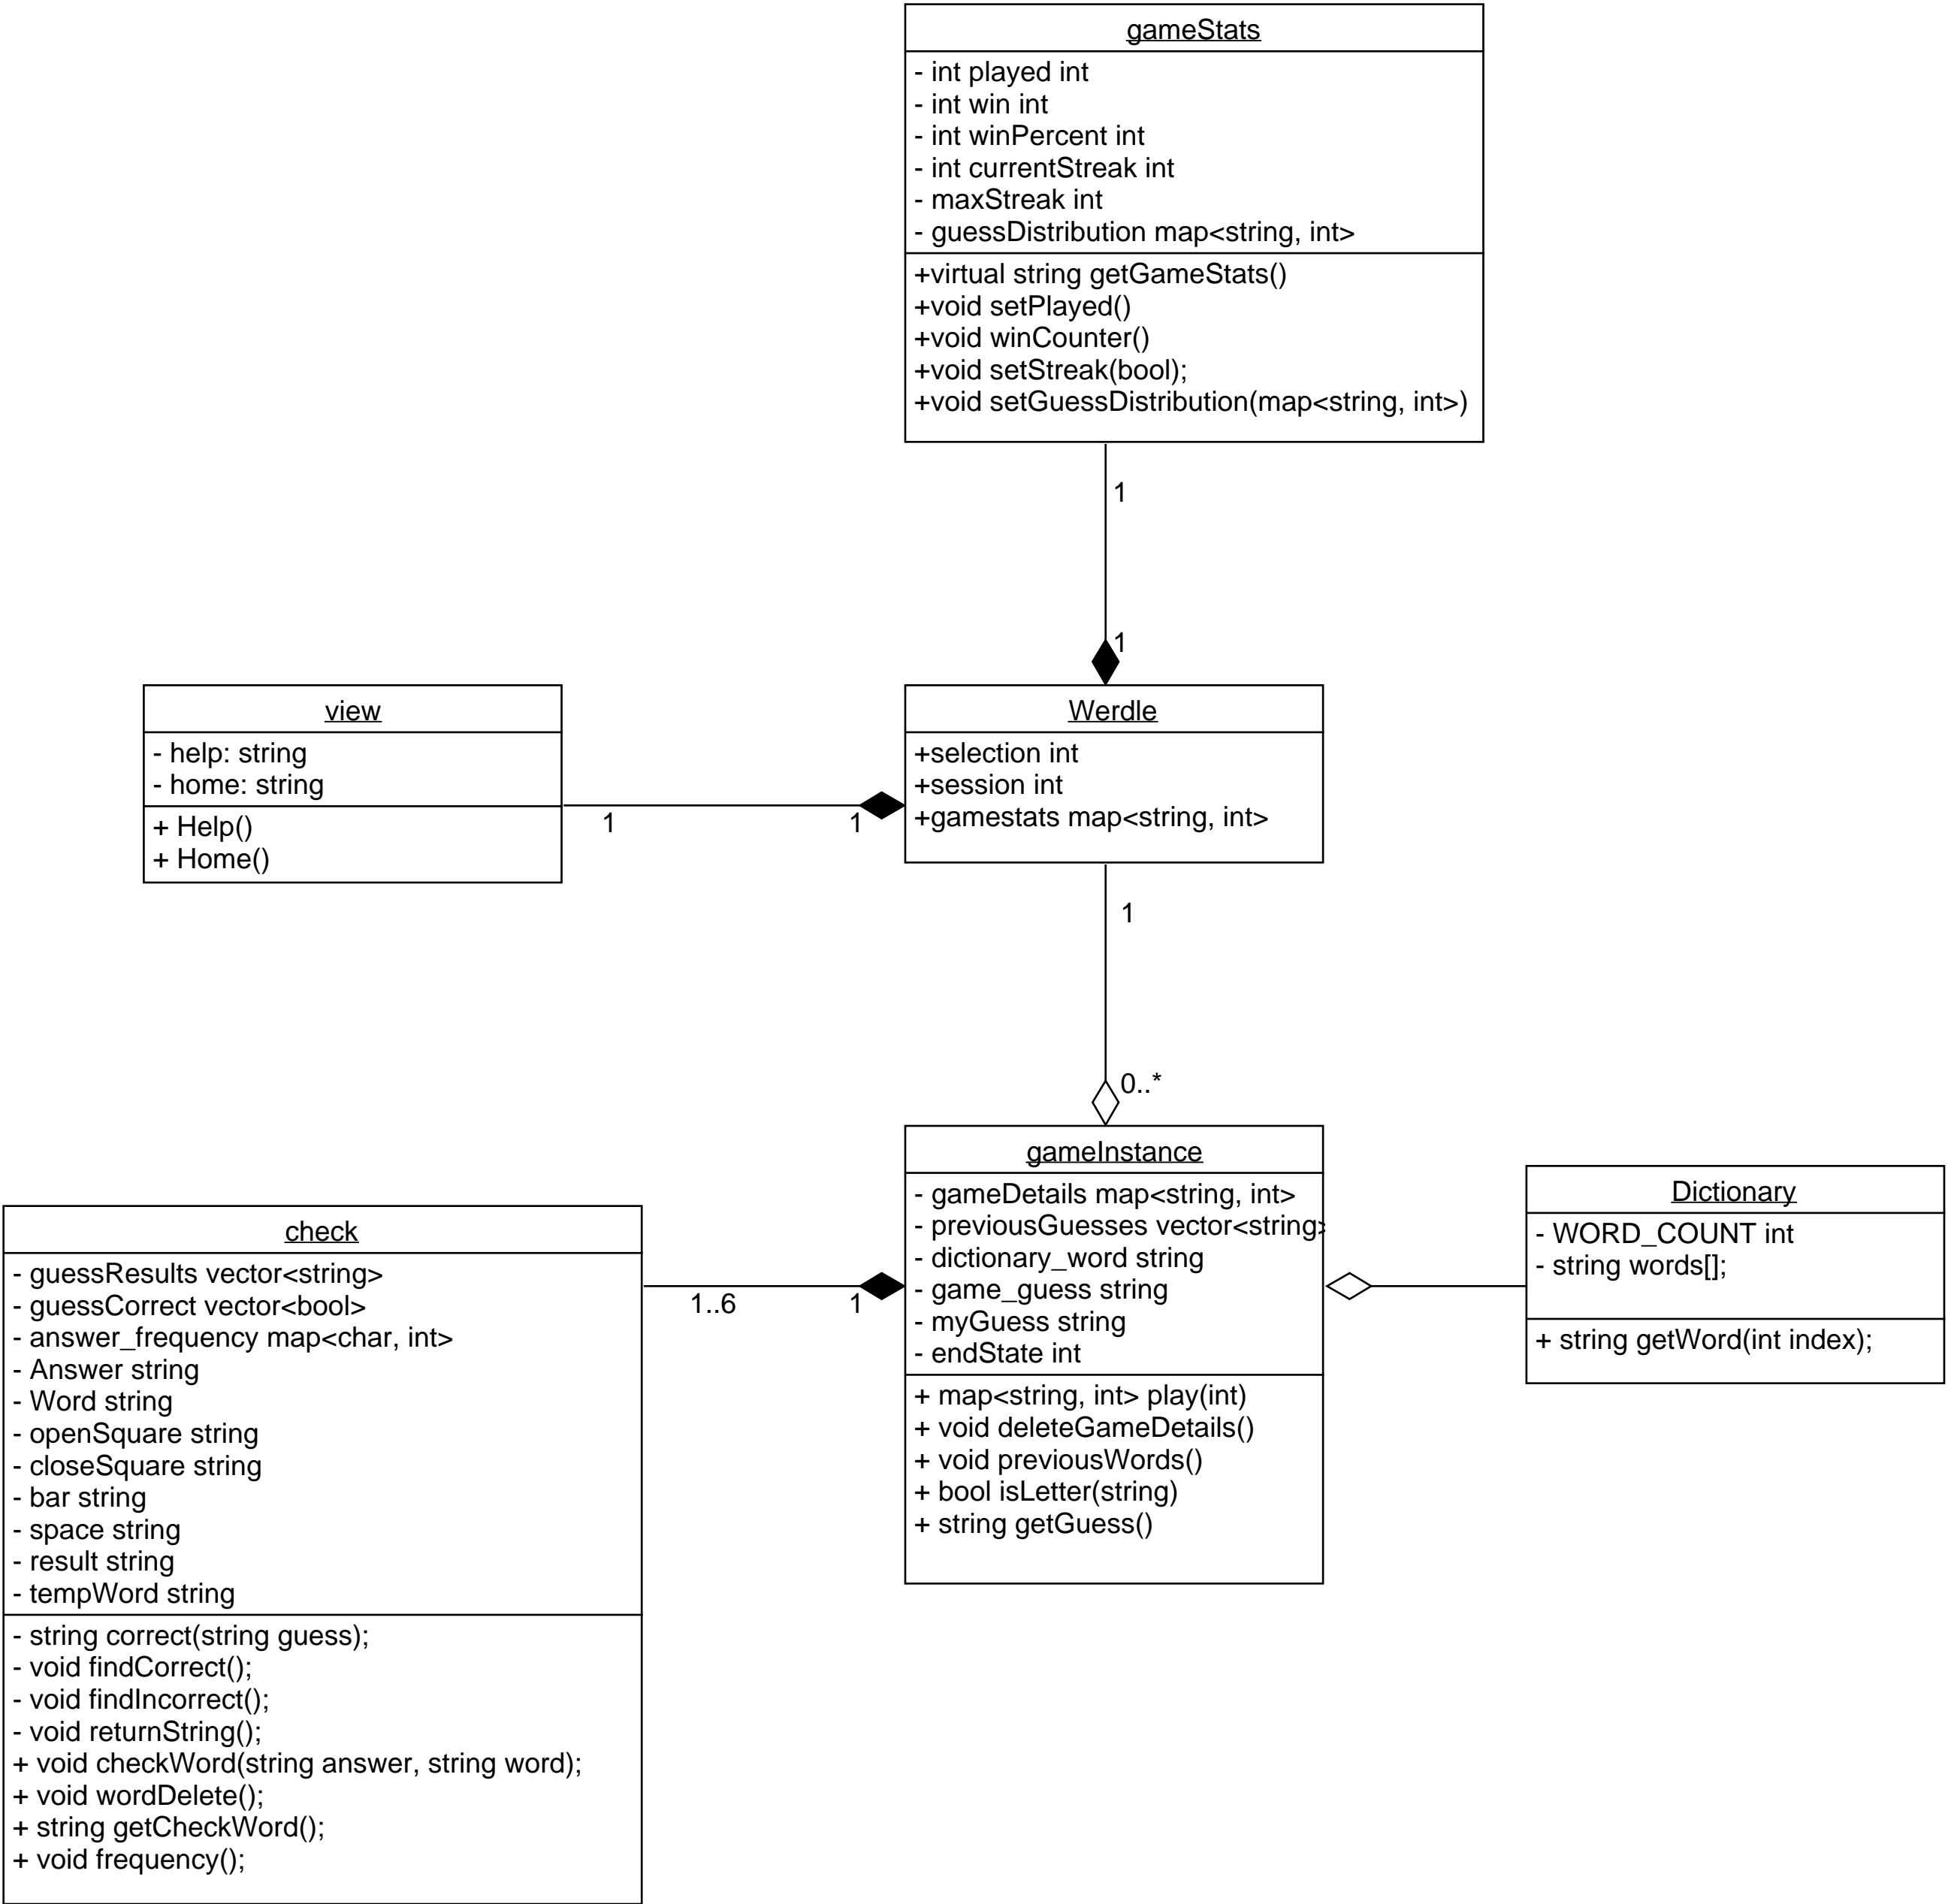 gameStats
- int played int
- int win int
- int winPercent int
- int currentStreak int
- maxStreak int
- guessDistribution map<string, int>
+virtual string getGameStats()
+void setPlayed()
+void winCounter()
+void setStreak(bool);
+void setGuessDistribution(map<string, int>)
1
1
view
- help: string
- home: string
+ Help()
+ Home()
1
1
Werdle
+selection int
+session int
+gamestats map<string, int>
1
0..*
gameInstance
- gameDetails map<string, int>
- previousGuesses vector<string>
- dictionary_word string
- game_guess string
- myGuess string
- endState int
+ map<string, int> play(int)
+ void deleteGameDetails()
+ void previousWords()
+ bool isLetter(string)
+ string getGuess()
Dictionary
- WORD_COUNT int
- string words[];
+ string getWord(int index);
1..6
1
check
- guessResults vector<string>
- guessCorrect vector<bool>
- answer_frequency map<char, int>
- Answer string
- Word string
- openSquare string
- closeSquare string
- bar string
- space string
- result string
- tempWord string
- string correct(string guess);
- void findCorrect();
- void findIncorrect();
- void returnString();
+ void checkWord(string answer, string word);
+ void wordDelete();
+ string getCheckWord();
+ void frequency();